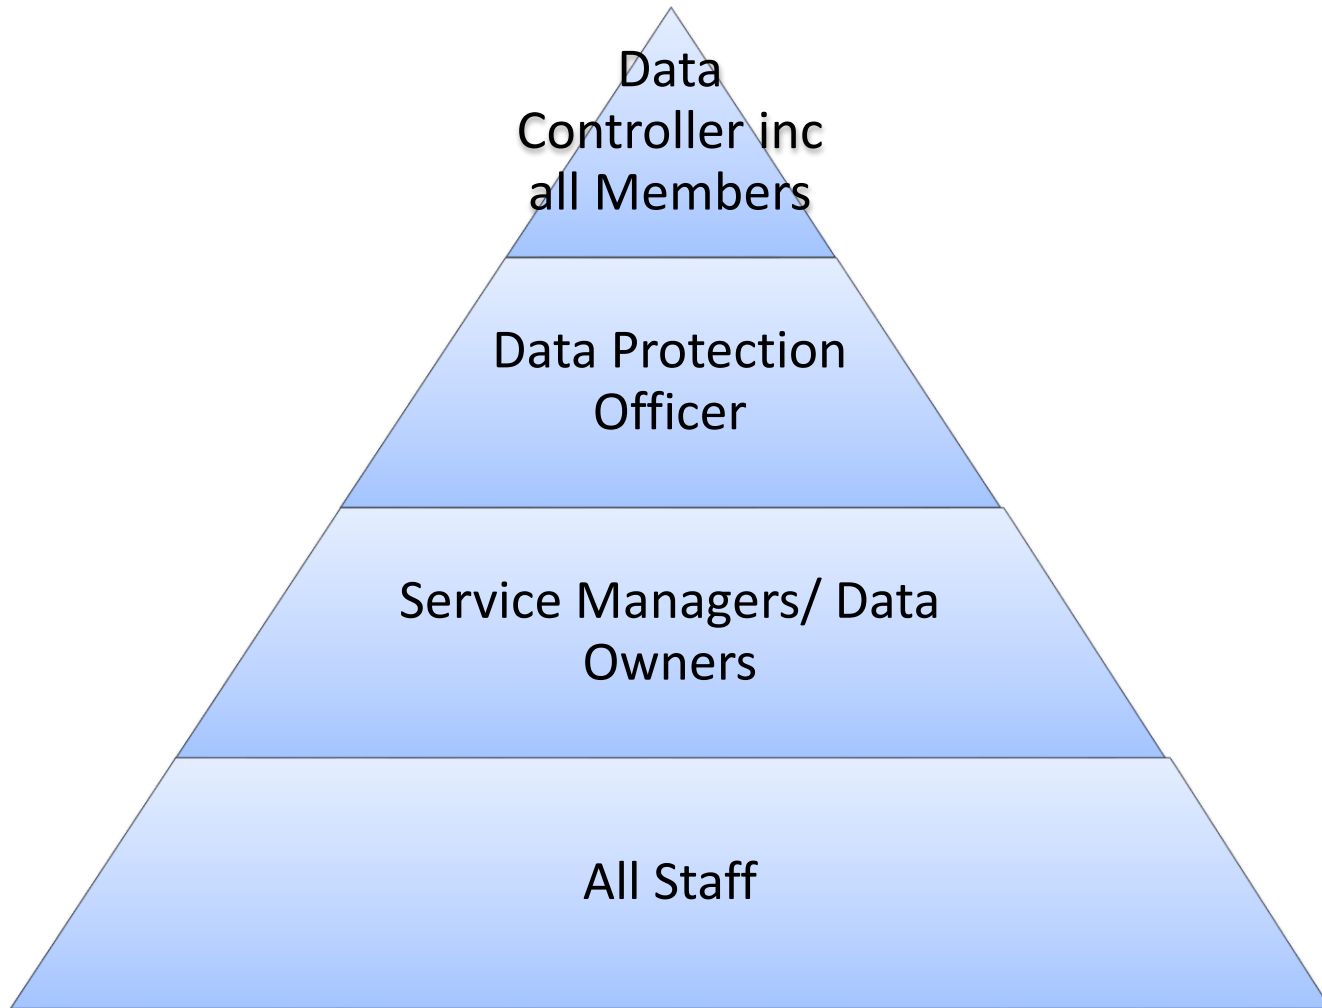 Data
Controller inc
all Members
Data Protection
Officer
Service Managers/ Data
Owners
All Staff